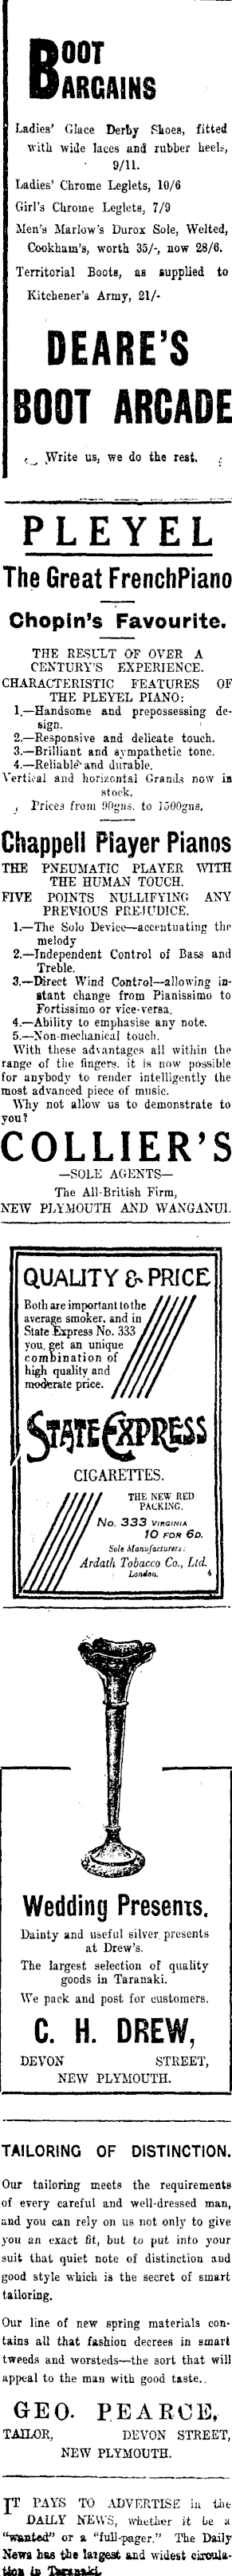 BOOT
BARGAINS
Ladies' Glace Derby Shoes, fitted
with wide laces and rubber heels,
9/11.
Ladies' Chrome Leglets, 10/6
Girl's Chrome Leglets, 7/9
Men's Marlow's Durox Sole, Welted,
Cookham's, worth 35/-, now 28/6.
Territorial Boots, as supplied to
Kitchener's Army, 21/-
DEARE'S
BOOT ARCADE
Write us, we do the rest.
PLEYEL
The Great FrenchPiano
Chopin's Favourite.
THE RESULT OF OVER A
CENTURY'S EXPERIENCE.
CHARACTERISTIC FEATURES OF
THE PLEYEL PIANO:
1.—Handsome and prepossessing de-
sign.
2.—Responsive and delicate touch.
3.—Brilliant and sympathetic tone.
4.—Reliable and durable.
Vertical and horizontal Grands now in
stock.
Prices from 90gns. to 1500gns.
Chappell Player Pianos
THE PNEUMATIC PLAYER WITH
THE HUMAN TOUCH.
FIVE POINTS NULLIFYING ANY
PREVIOUS PREJUDICE.
1.—The Solo Device—accentuating the
melody
2.—Independent Control of Bass and
Treble.
3.—Direct Wind Control—allowing in-
stant change from Pianissimo to
Fortissimo or vice-versa.
4.—Ability to emphasise any note.
5.—Non-mechanical touch.
With these advantages all within the
range of the fingers, it is now possible
for anybody to render intelligently the
most advanced piece of music.
Why not allow us to demonstrate to
you?
COLLIER'S
—SOLE AGENTS—
The All-British Firm,
NEW PLYMOUTH AND WANGANUI.
QUALITY & PRICE
Both are important to the
average smoker, and in
State Express No. 333
you get an unique
combination of
high quality and
moderate price.
STATE EXPRESS
CIGARETTES.
THE NEW RED
PACKING.
No. 333 VIRGINIA
10 FOR 6D.
Sole Manufacturers:
Ardath Tobacco Co., Ltd.
London. 4
Wedding Presents.
Dainty and useful silver presents
at Drew's.
The largest selection of quality
goods in Taranaki.
We pack and post for customers.
C. H. DREW,
DEVON STREET,
NEW PLYMOUTH.
TAILORING OF DISTINCTION.
Our tailoring meets the requirements
of every careful and well-dressed man,
and you can rely on us not only to give
you an exact fit, but to put into your
suit that quiet note of distinction and
good style which is the secret of smart
tailoring.
Our line of new spring materials con-
tains all that fashion decrees in smart
tweeds and worsteds—the sort that will
appeal to the man with good taste.
GEO. PEARCE,
TAILOR, DEVON STREET,
NEW PLYMOUTH.
IT PAYS TO ADVERTISE in the
DAILY NEWS, whether it be a
"wanted" or a "full-pager." The Daily
News has the largest and widest circula-
tion in Taranaki.